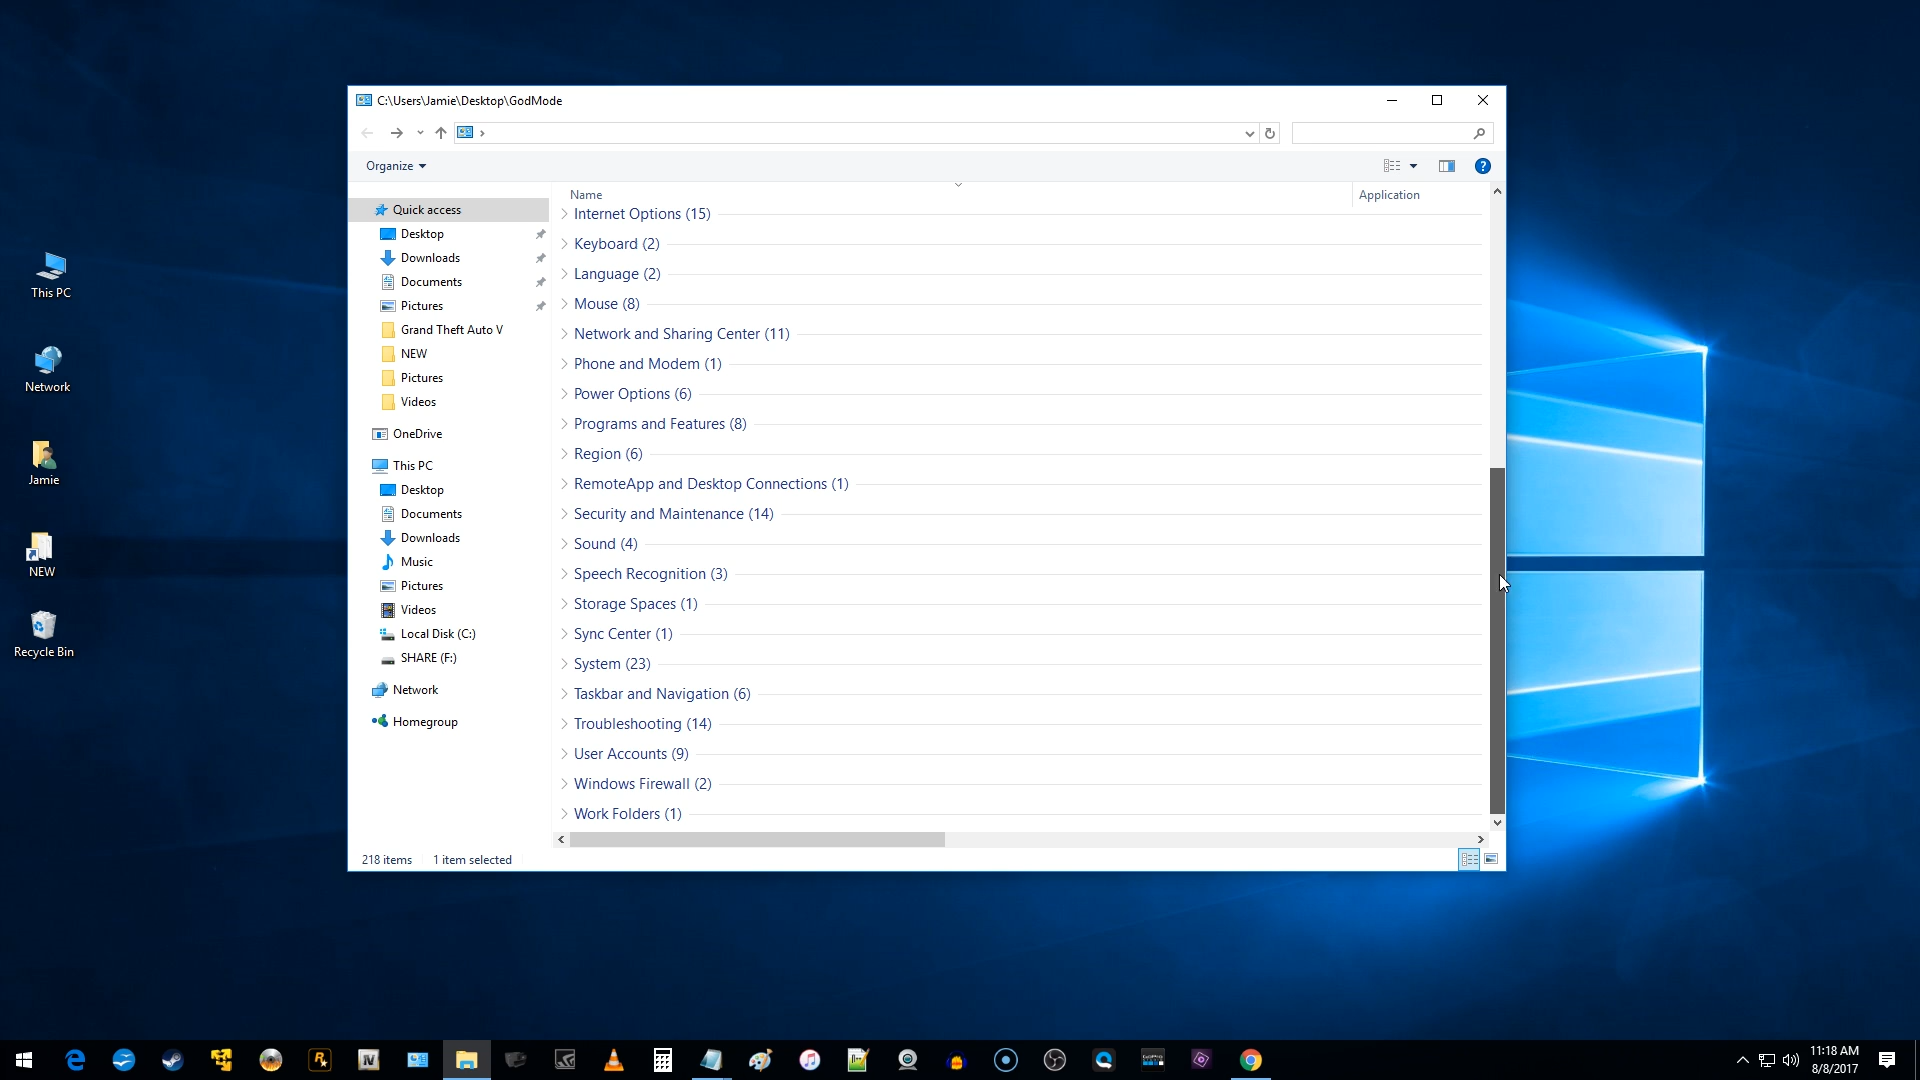 C:\Users\Jamie\Desktop\GodMode
Organize
Name
Application
Quick access
Desktop
Downloads
Documents
Pictures
Grand Theft Auto V
NEW
Pictures
Videos
OneDrive
This PC
Desktop
Documents
Downloads
Music
Pictures
Videos
Local Disk (C:)
SHARE (F:)
Network
Homegroup
Internet Options (15)
Keyboard (2)
Language (2)
Mouse (8)
Network and Sharing Center (11)
Phone and Modem (1)
Power Options (6)
Programs and Features (8)
Region (6)
RemoteApp and Desktop Connections (1)
Security and Maintenance (14)
Sound (4)
Speech Recognition (3)
Storage Spaces (1)
Sync Center (1)
System (23)
Taskbar and Navigation (6)
Troubleshooting (14)
User Accounts (9)
Windows Firewall (2)
Work Folders (1)
218 items
1 item selected
This PC
Network
Jamie
NEW
Recycle Bin
11:18 AM
8/8/2017